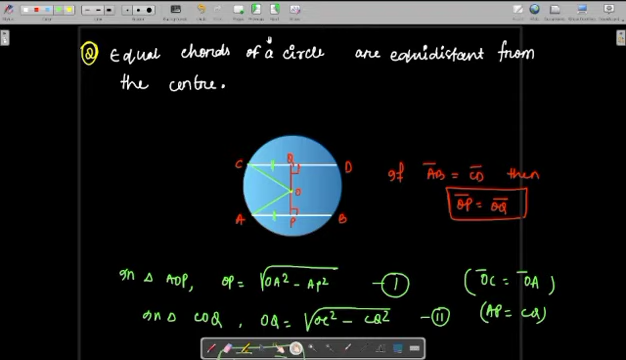 Q Equal chords of a circle are equidistant from
the centre.
C Q D
O
A P B
If AB = CD then
OP = OQ
In △ AOP, OP = √OA² − AP² —Ⓘ (OC = OA)
In △ COQ, OQ = √OC² − CQ² —Ⓘ Ⓘ (AP = CQ)